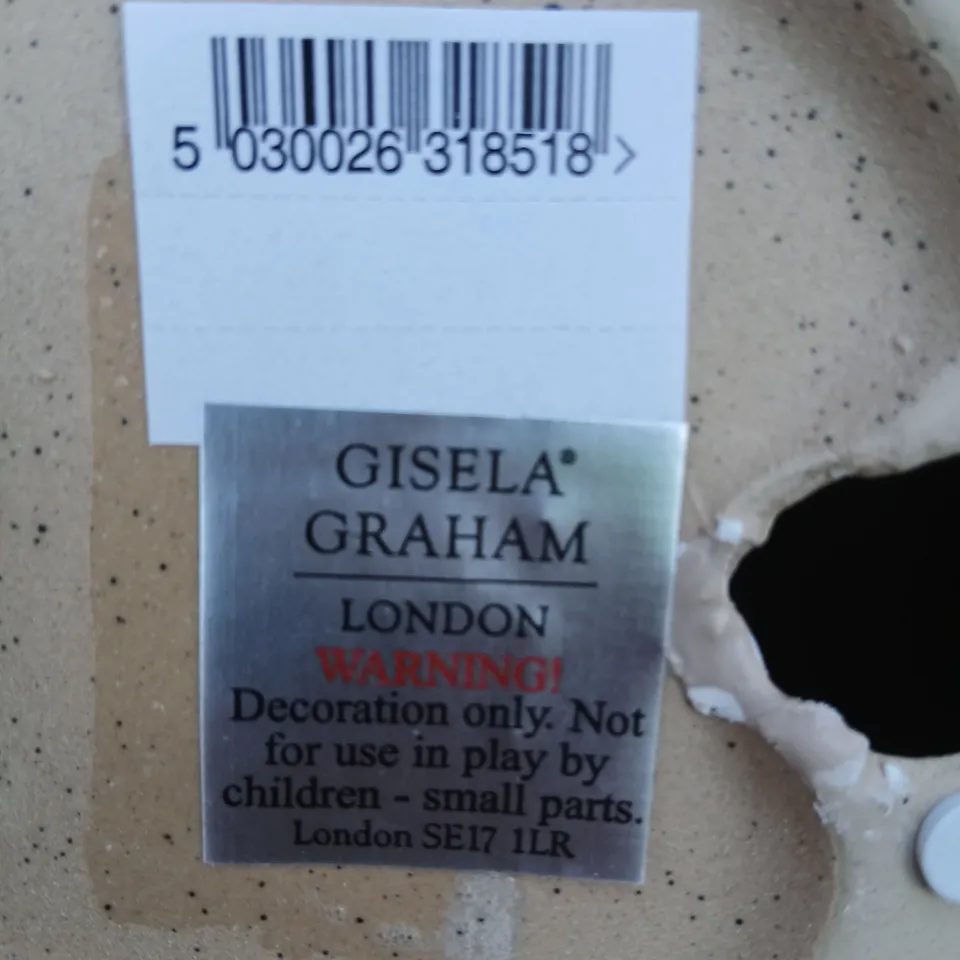 5 030026 318518 >
GISELA®
GRAHAM
LONDON
WARNING!
Decoration only. Not
for use in play by
children - small parts.
London SE17 1LR